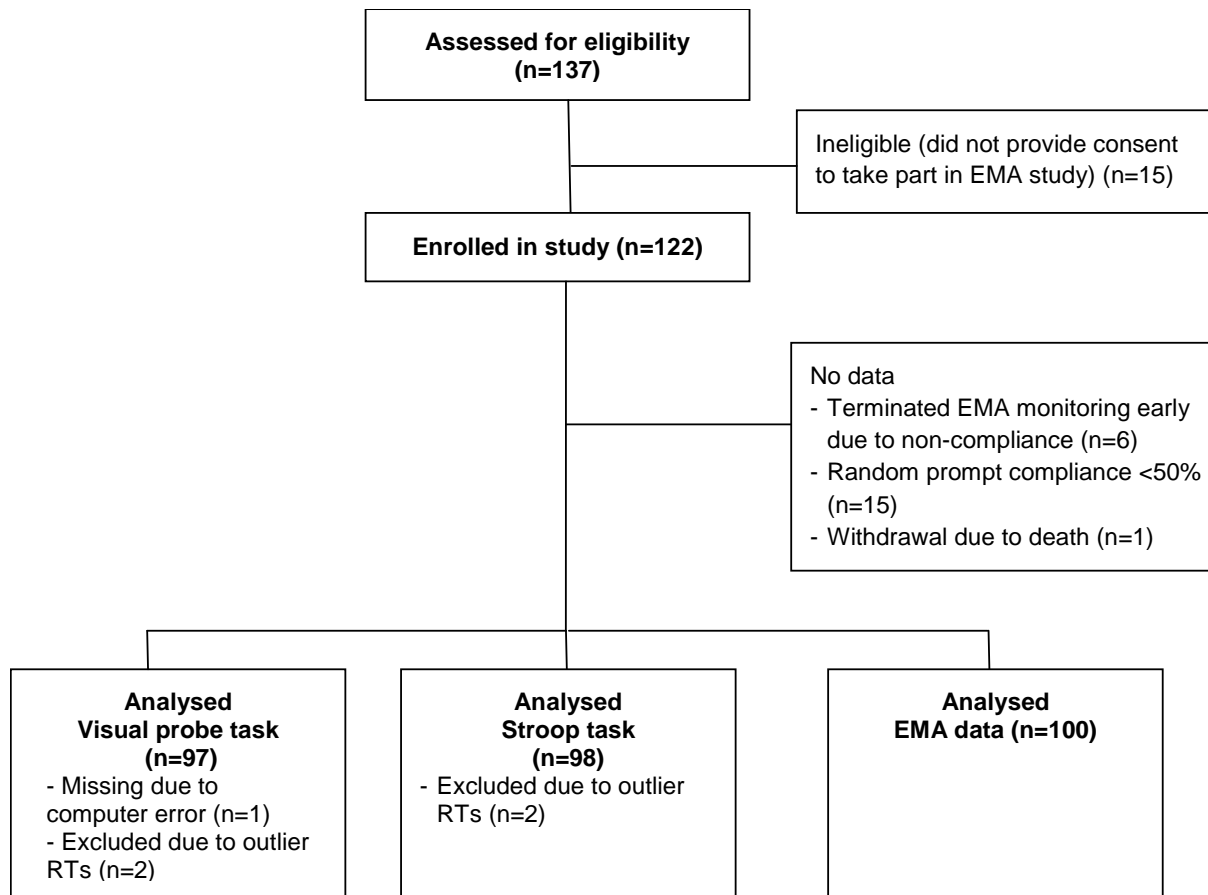 Assessed for eligibility
(n=137)
Ineligible (did not provide consent
to take part in EMA study) (n=15)
Enrolled in study (n=122)
No data
- Terminated EMA monitoring early
due to non-compliance (n=6)
- Random prompt compliance <50%
(n=15)
- Withdrawal due to death (n=1)
Analysed
Visual probe task
(n=97)
- Missing due to
computer error (n=1)
- Excluded due to outlier
RTs (n=2)
Analysed
Stroop task
(n=98)
- Excluded due to outlier
RTs (n=2)
Analysed
EMA data (n=100)